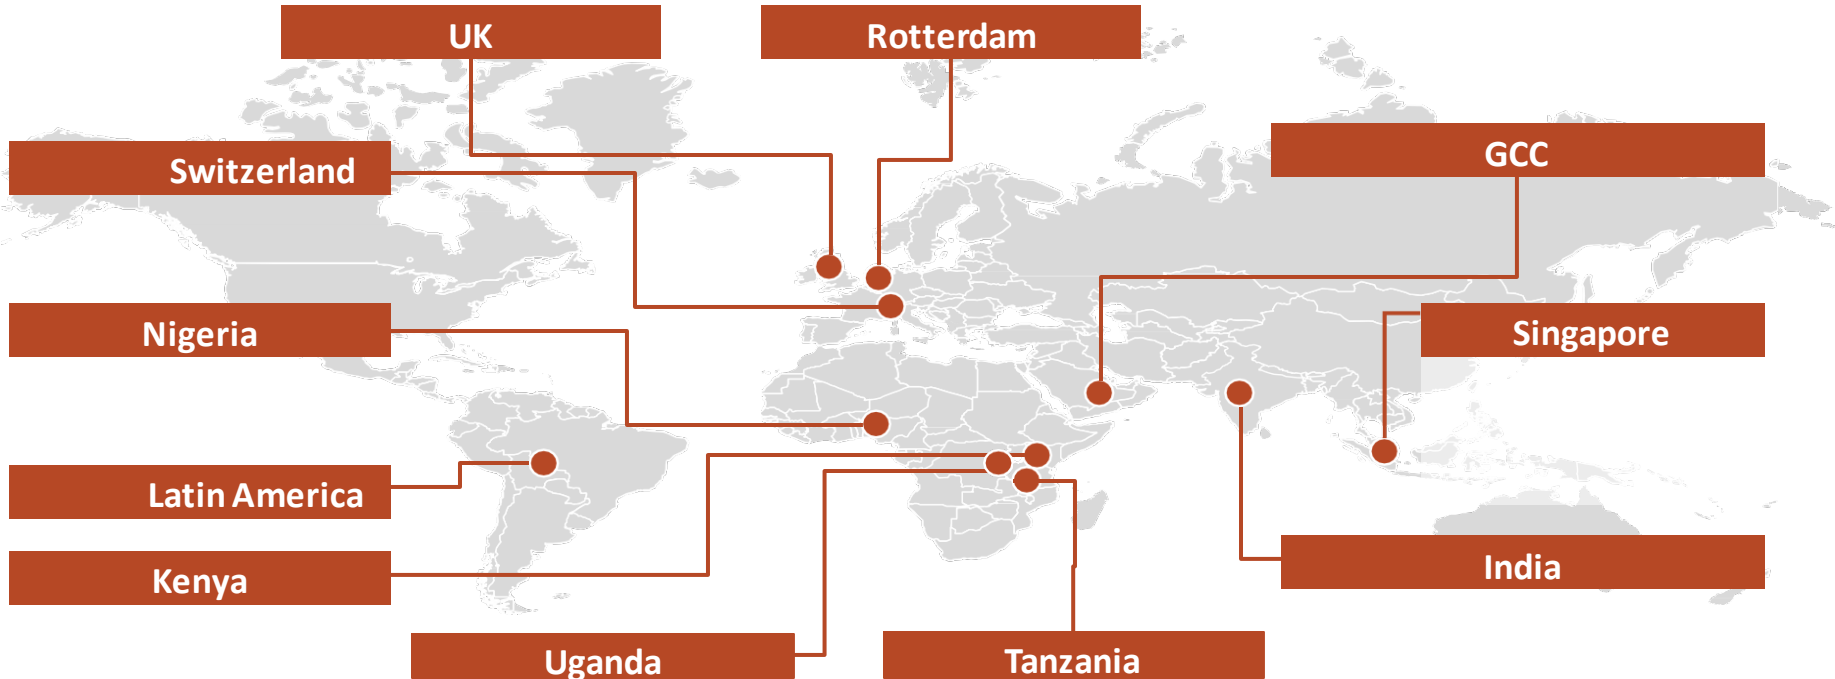 UK
Rotterdam
GCC
Switzerland
Nigeria
Singapore
Latin America
India
Kenya
Uganda
Tanzania